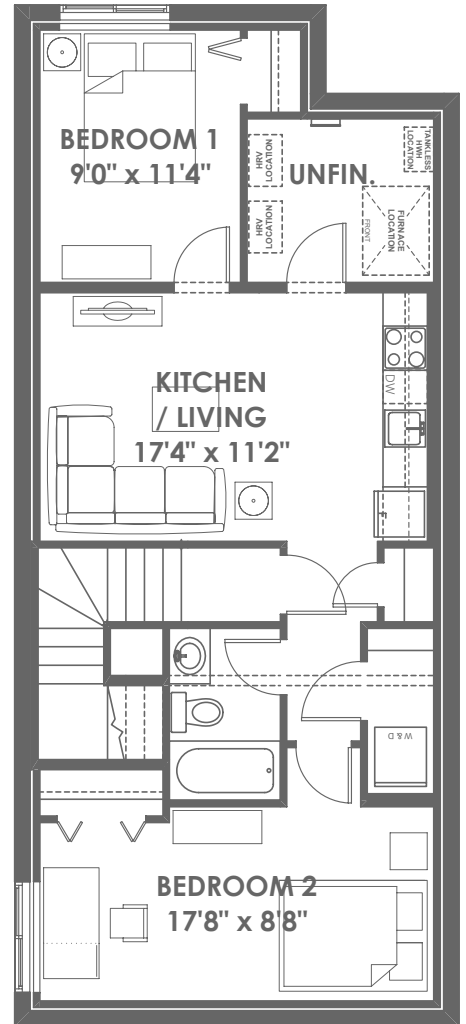 BEDROOM 1
9'0" x 11'4"
HRV
LOCATION
HRV
LOCATION
UNFIN.
TANKLESS
HWH
LOCATION
FURNACE
LOCATION
FRONT
KITCHEN
/ LIVING
17'4" x 11'2"
DW
W & D
BEDROOM 2
17'8" x 8'8"